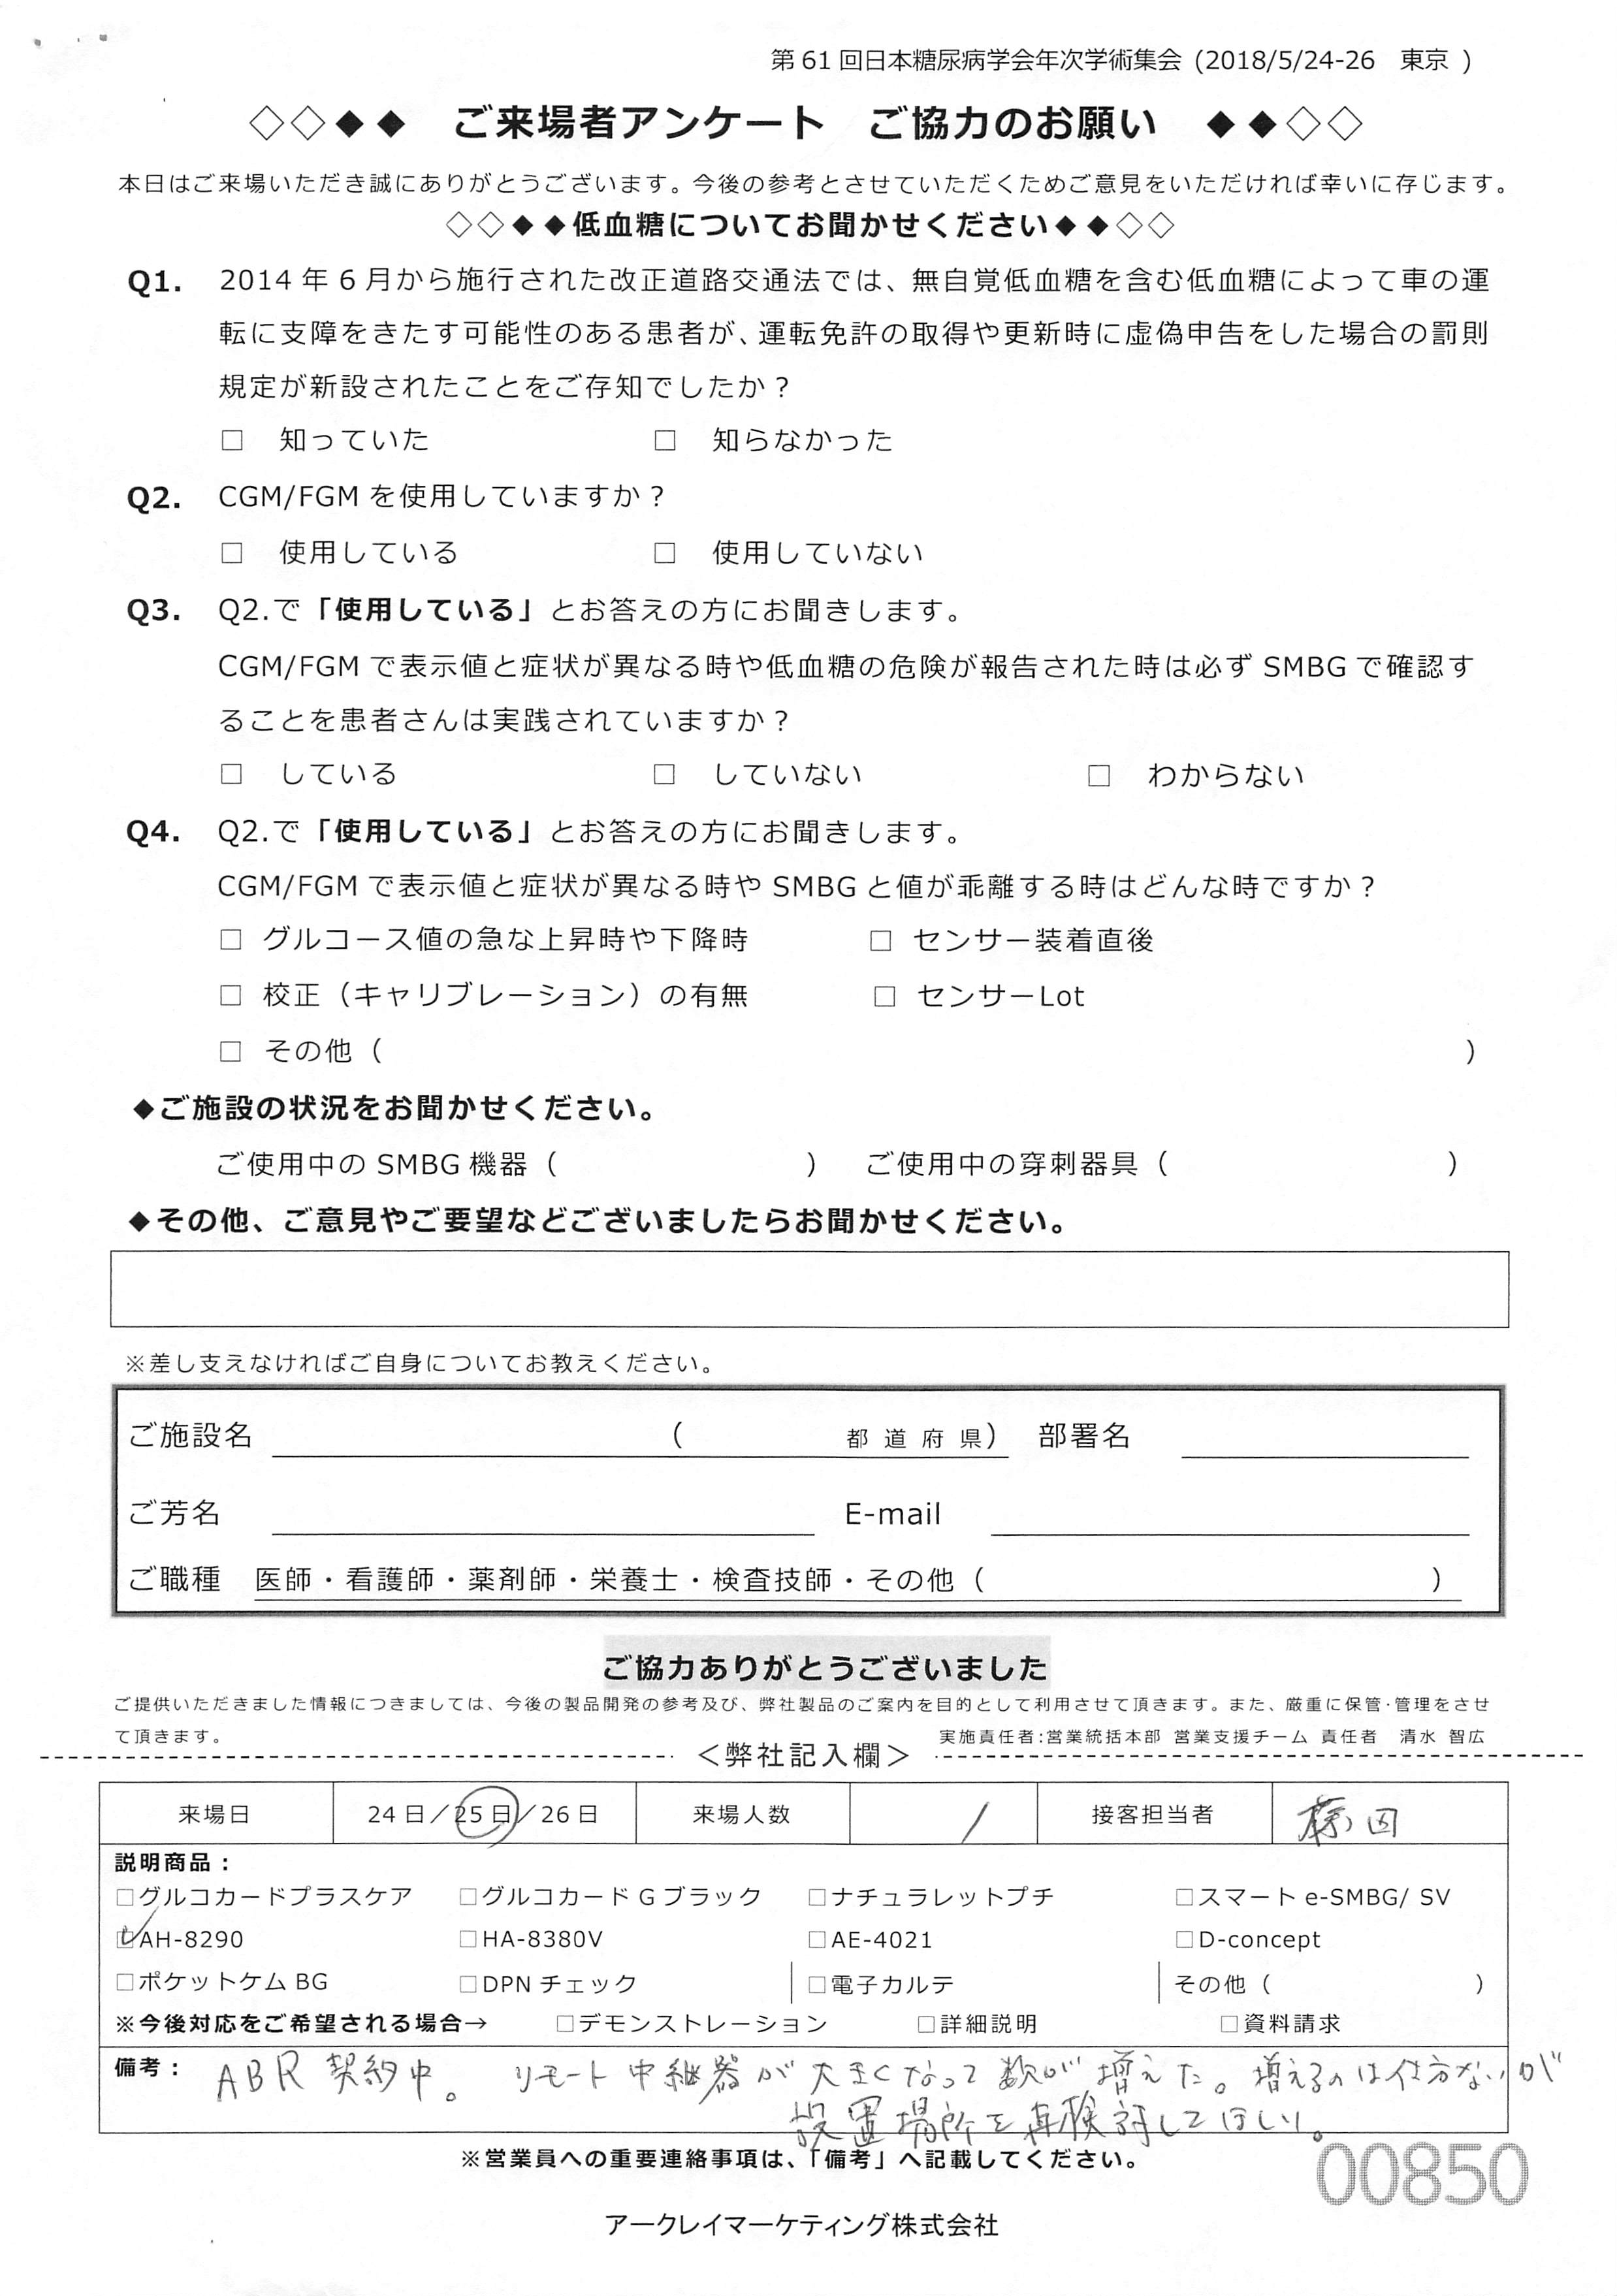 第61回日本糖尿病学会年次学術集会 (2018/5/24-26　東京 )
◇◇◆◆　ご来場者アンケート　ご協力のお願い　◆◆◇◇
本日はご来場いただき誠にありがとうございます。今後の参考とさせていただくためご意見をいただければ幸いに存じます。
◇◇◆◆低血糖についてお聞かせください◆◆◇◇
Q1. 2014年6月から施行された改正道路交通法では、無自覚低血糖を含む低血糖によって車の運
転に支障をきたす可能性のある患者が、運転免許の取得や更新時に虚偽申告をした場合の罰則
規定が新設されたことをご存知でしたか？
□ 知っていた　□ 知らなかった
Q2. CGM/FGMを使用していますか？
□ 使用している　□ 使用していない
Q3. Q2.で「使用している」とお答えの方にお聞きします。
CGM/FGMで表示値と症状が異なる時や低血糖の危険が報告された時は必ずSMBGで確認す
ることを患者さんは実践されていますか？
□ している　□ していない　□ わからない
Q4. Q2.で「使用している」とお答えの方にお聞きします。
CGM/FGMで表示値と症状が異なる時やSMBGと値が乖離する時はどんな時ですか？
□ グルコース値の急な上昇時や下降時　□ センサー装着直後
□ 校正（キャリブレーション）の有無　□ センサーLot
□ その他（　）
◆ご施設の状況をお聞かせください。
ご使用中のSMBG機器（　）　ご使用中の穿刺器具（　）
◆その他、ご意見やご要望などございましたらお聞かせください。
※差し支えなければご自身についてお教えください。
ご施設名　（　都 道 府 県）　部署名
ご芳名　E-mail
ご職種　医師・看護師・薬剤師・栄養士・検査技師・その他（　）
ご協力ありがとうございました
ご提供いただきました情報につきましては、今後の製品開発の参考及び、弊社製品のご案内を目的として利用させて頂きます。また、厳重に保管・管理をさせ
て頂きます。　実施責任者:営業統括本部 営業支援チーム 責任者　清水 智広
＜弊社記入欄＞
来場日　24日／25日／26日　来場人数　1　接客担当者
説明商品：
□グルコカードプラスケア　□グルコカードGブラック　□ナチュラレットプチ　□スマートe-SMBG/ SV
☑AH-8290　□HA-8380V　□AE-4021　□D-concept
□ポケットケムBG　□DPNチェック　□電子カルテ　その他（　）
※今後対応をご希望される場合→　□デモンストレーション　□詳細説明　□資料請求
備考： ABR 契約中。 リモート中継器が大きくなって数が増えた。増えるのは仕方ないが
設置場所を再検討してほしい。
※営業員への重要連絡事項は、「備考」へ記載してください。
00850
アークレイマーケティング株式会社